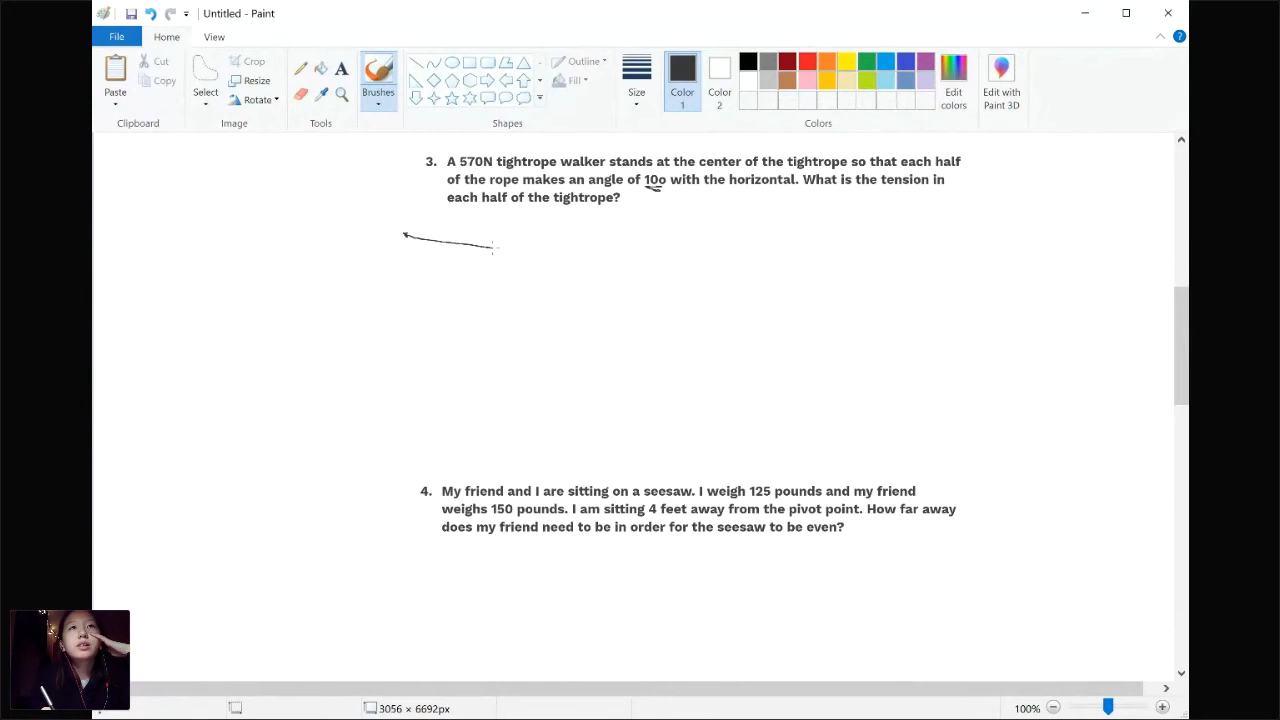 Untitled - Paint
File Home View
Paste
Cut
Copy
Clipboard
Select
Crop
Resize
Rotate
Image
Tools
Brushes
Shapes
Outline
Fill
Size
Color 1
Color 2
Colors
Edit colors
Edit with Paint 3D
3. A 570N tightrope walker stands at the center of the tightrope so that each half
of the rope makes an angle of 10o with the horizontal. What is the tension in
each half of the tightrope?
4. My friend and I are sitting on a seesaw. I weigh 125 pounds and my friend
weighs 150 pounds. I am sitting 4 feet away from the pivot point. How far away
does my friend need to be in order for the seesaw to be even?
3056 × 6692px
100%